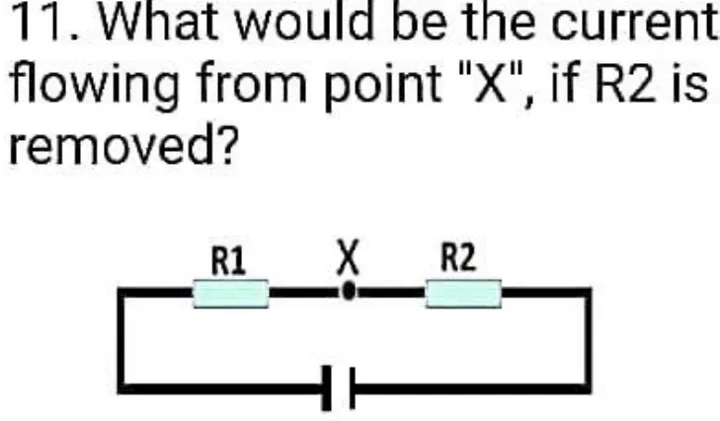 11. What would be the current
flowing from point "X", if R2 is
removed?
R1 X R2